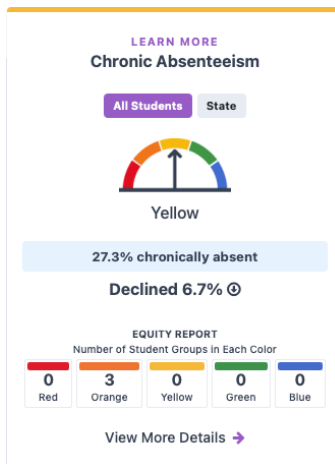 LEARN MORE
Chronic Absenteeism
All Students State
Yellow
27.3% chronically absent
Declined 6.7%
EQUITY REPORT
Number of Student Groups in Each Color
0 3 0 0 0
Red Orange Yellow Green Blue
View More Details